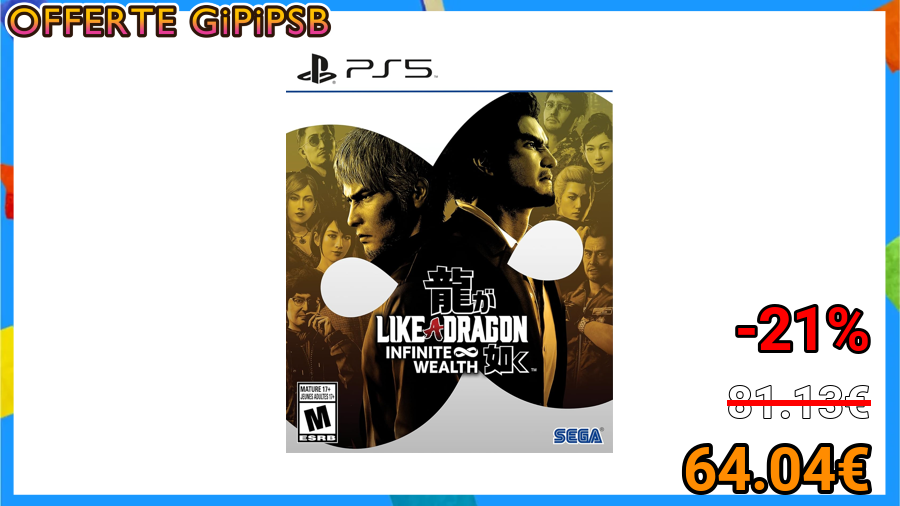 OFFERTE GiPiPSB
PS5
龍が
LIKE A DRAGON
INFINITE ∞ 如く
WEALTH ™
MATURE 17+
JEUNES ADULTES 17+
M
ESRB
SEGA®
-21%
81.13€
64.04€